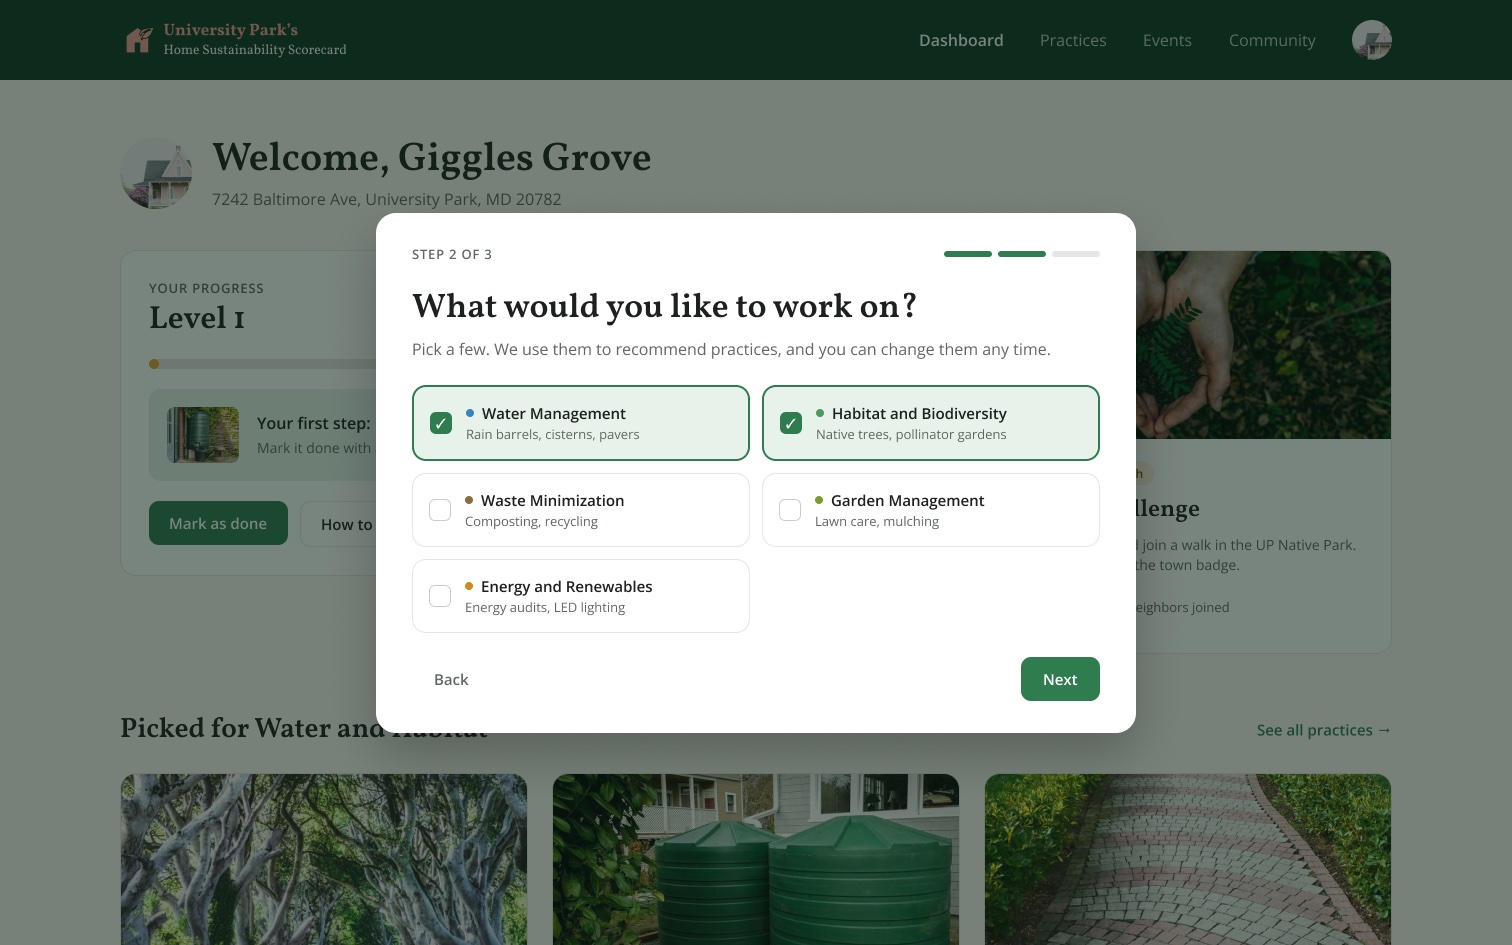 University Park's
Home Sustainability Scorecard
Dashboard
Practices
Events
Community
Welcome, Giggles Grove
7242 Baltimore Ave, University Park, MD 20782
YOUR PROGRESS
Level 1
Your first step:
Mark it done with
Mark as done
How to
STEP 2 OF 3
What would you like to work on?
Pick a few. We use them to recommend practices, and you can change them any time.
✓
Water Management
Rain barrels, cisterns, pavers
✓
Habitat and Biodiversity
Native trees, pollinator gardens
Waste Minimization
Composting, recycling
Garden Management
Lawn care, mulching
Energy and Renewables
Energy audits, LED lighting
Back
Next
join a walk in the UP Native Park.
the town badge.
joined
Picked for Water and Habitat
See all practices →